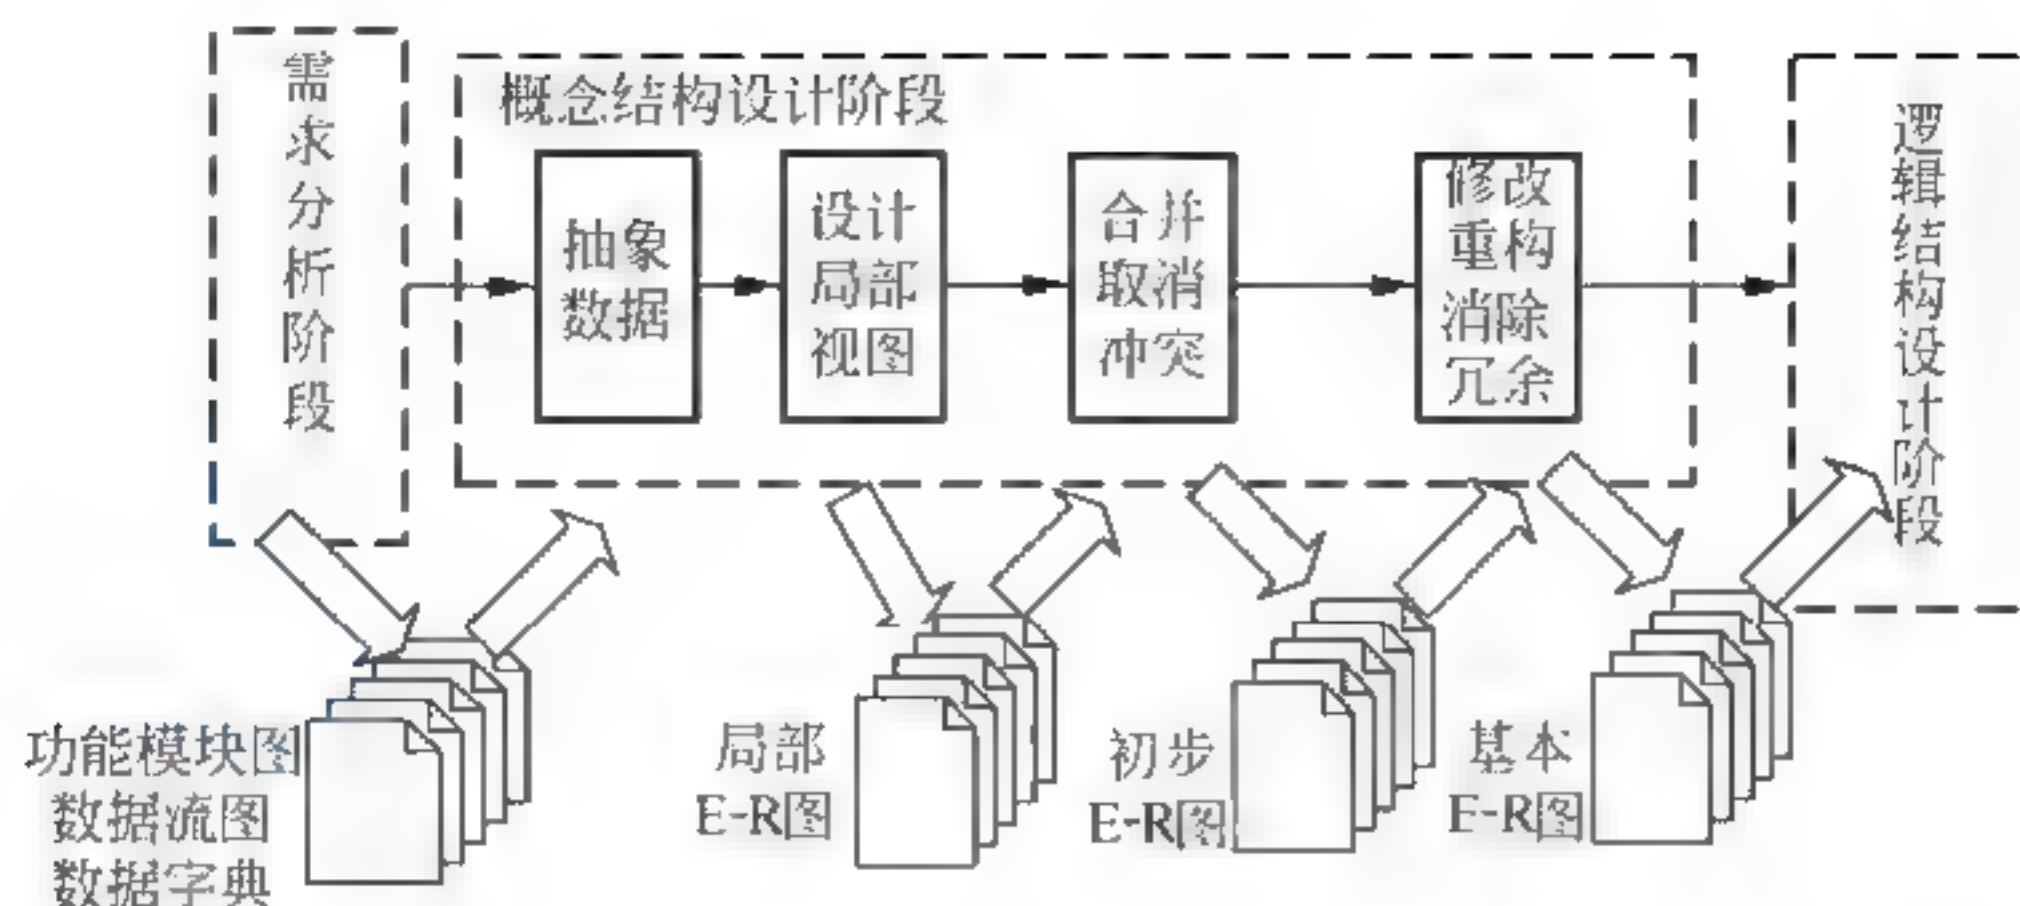 需求分析阶段
概念结构设计阶段
抽象
数据
设计
局部
视图
合并
取消
冲突
修改
重构
消除
冗余
逻辑结构设计阶段
功能模块图
数据流图
数据字典
局部
E-R图
初步
E-R图
基本
E-R图